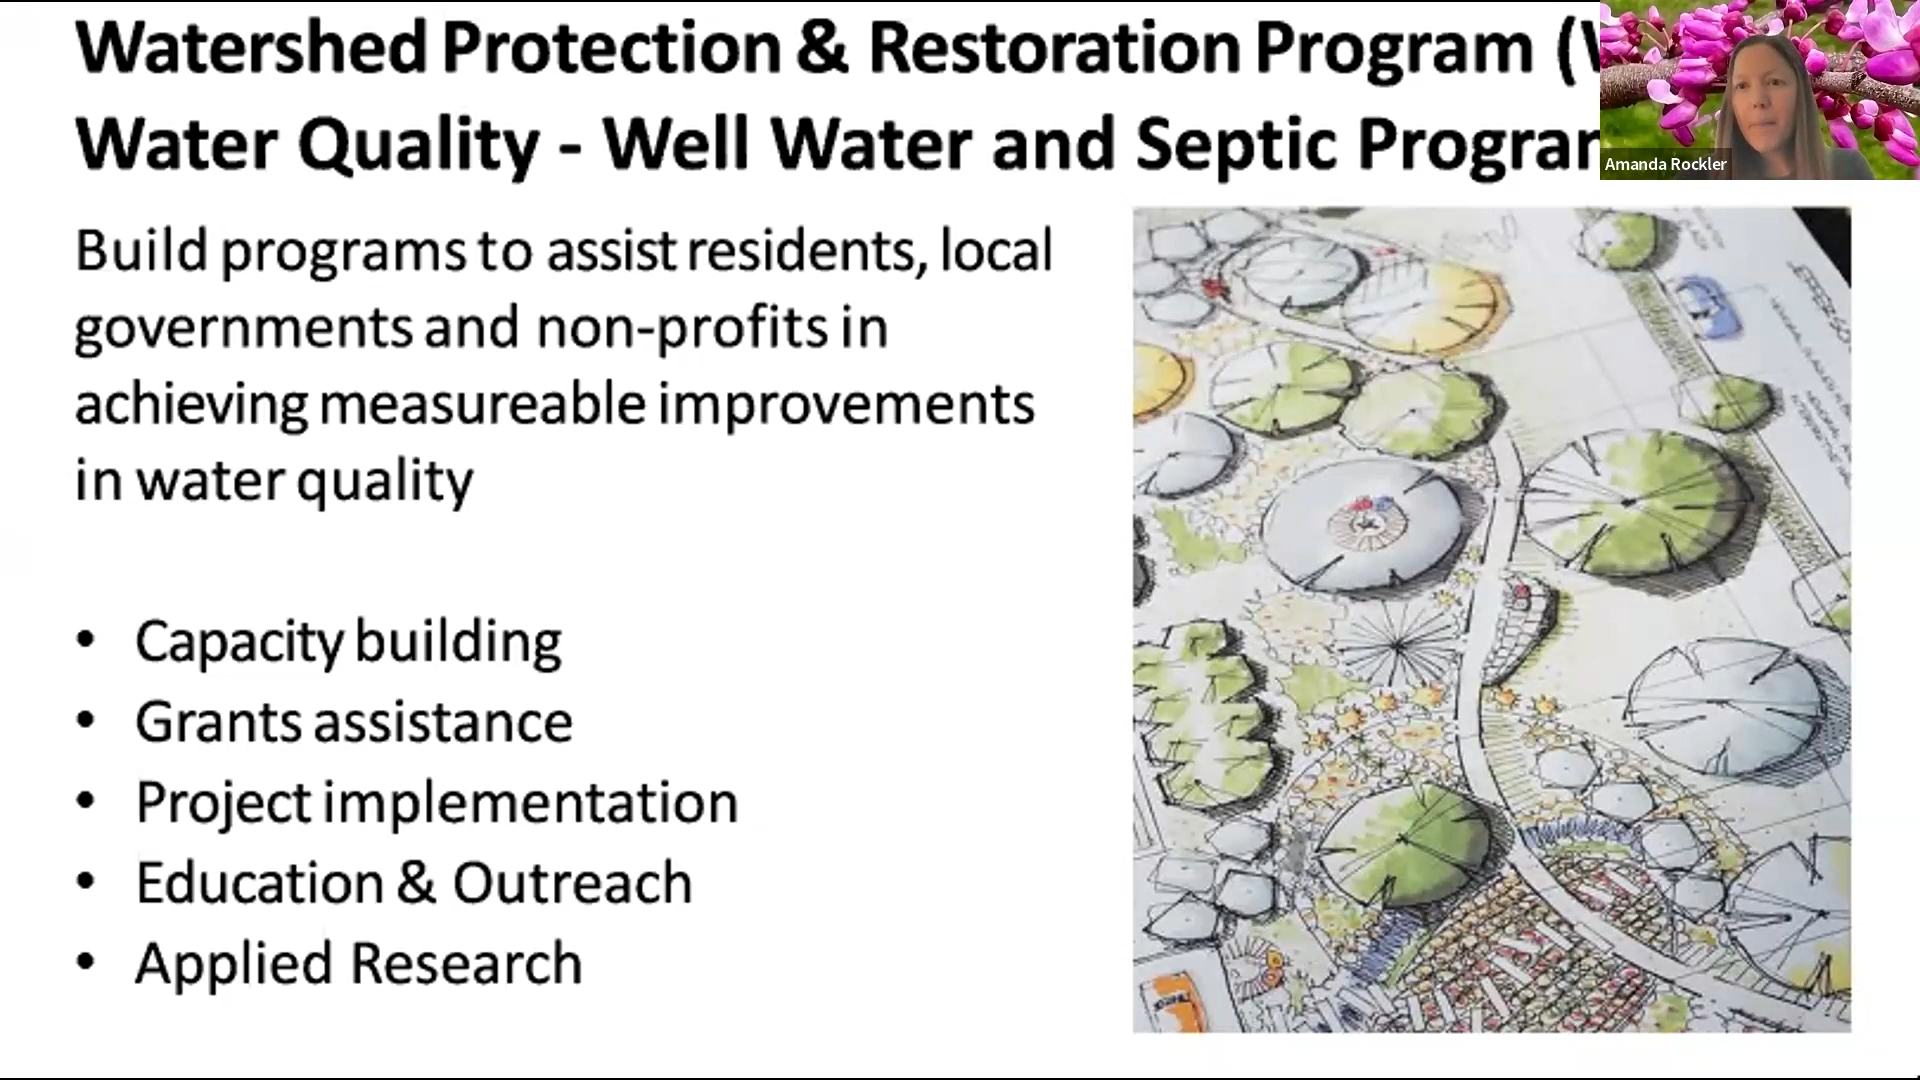 Watershed Protection & Restoration Program (
Water Quality - Well Water and Septic Program
Amanda Rockler
Build programs to assist residents, local
governments and non-profits in
achieving measureable improvements
in water quality
• Capacity building
• Grants assistance
• Project implementation
• Education & Outreach
• Applied Research